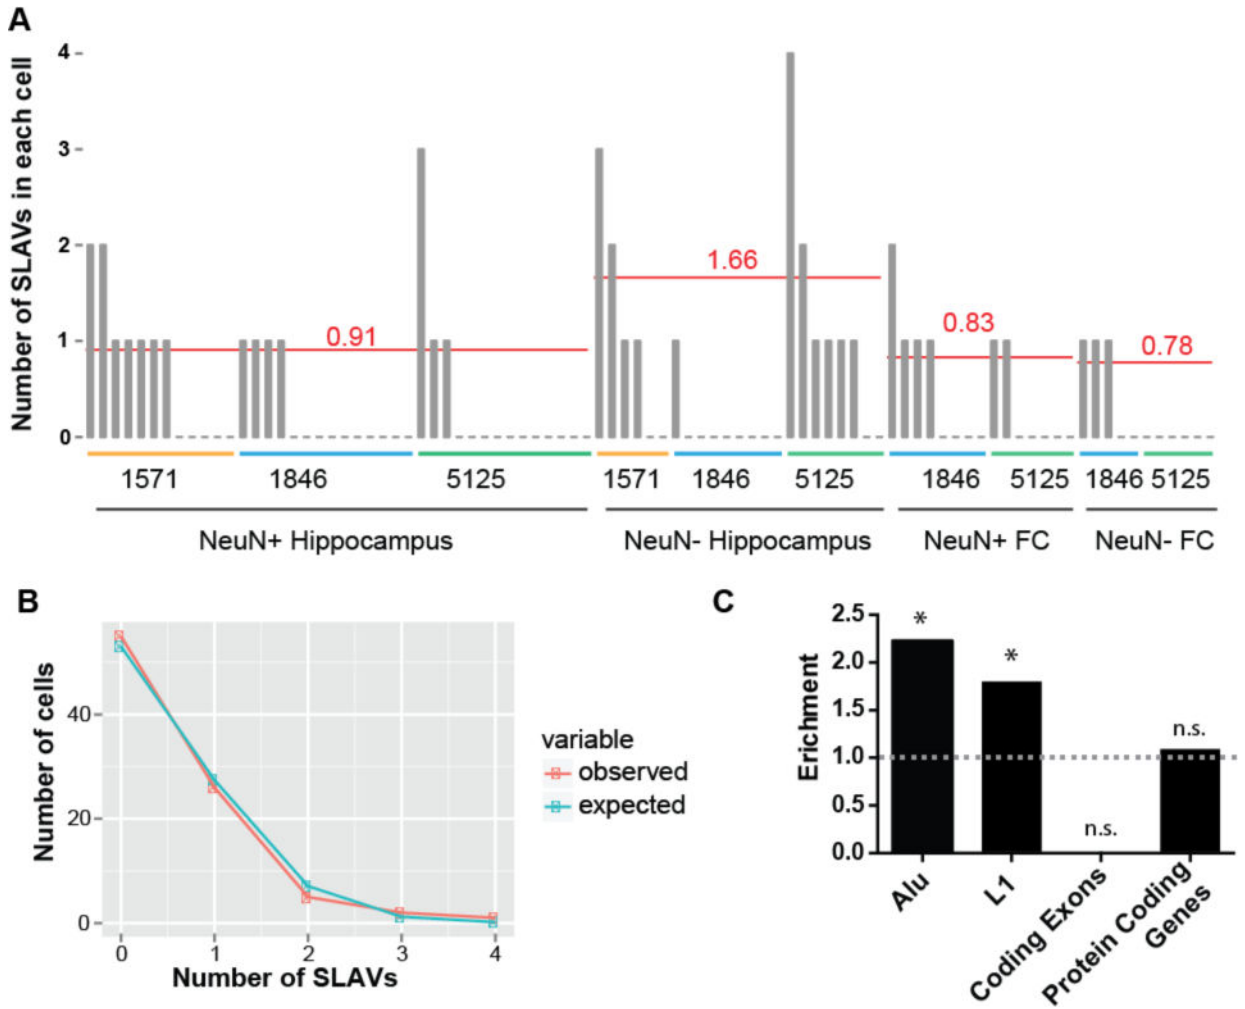 A
Number of SLAVs in each cell
4
3
2
1
0
0.91
1.66
0.83
0.78
1571 1846 5125 1571 1846 5125 1846 5125 1846 5125
NeuN+ Hippocampus NeuN- Hippocampus NeuN+ FC NeuN- FC
B
Number of cells
40
20
0
0 1 2 3 4
Number of SLAVs
variable
observed
expected
C
Erichment
2.5
2.0
1.5
1.0
0.5
0.0
*
*
n.s.
n.s.
Alu
L1
Coding Exons
Protein Coding
Genes